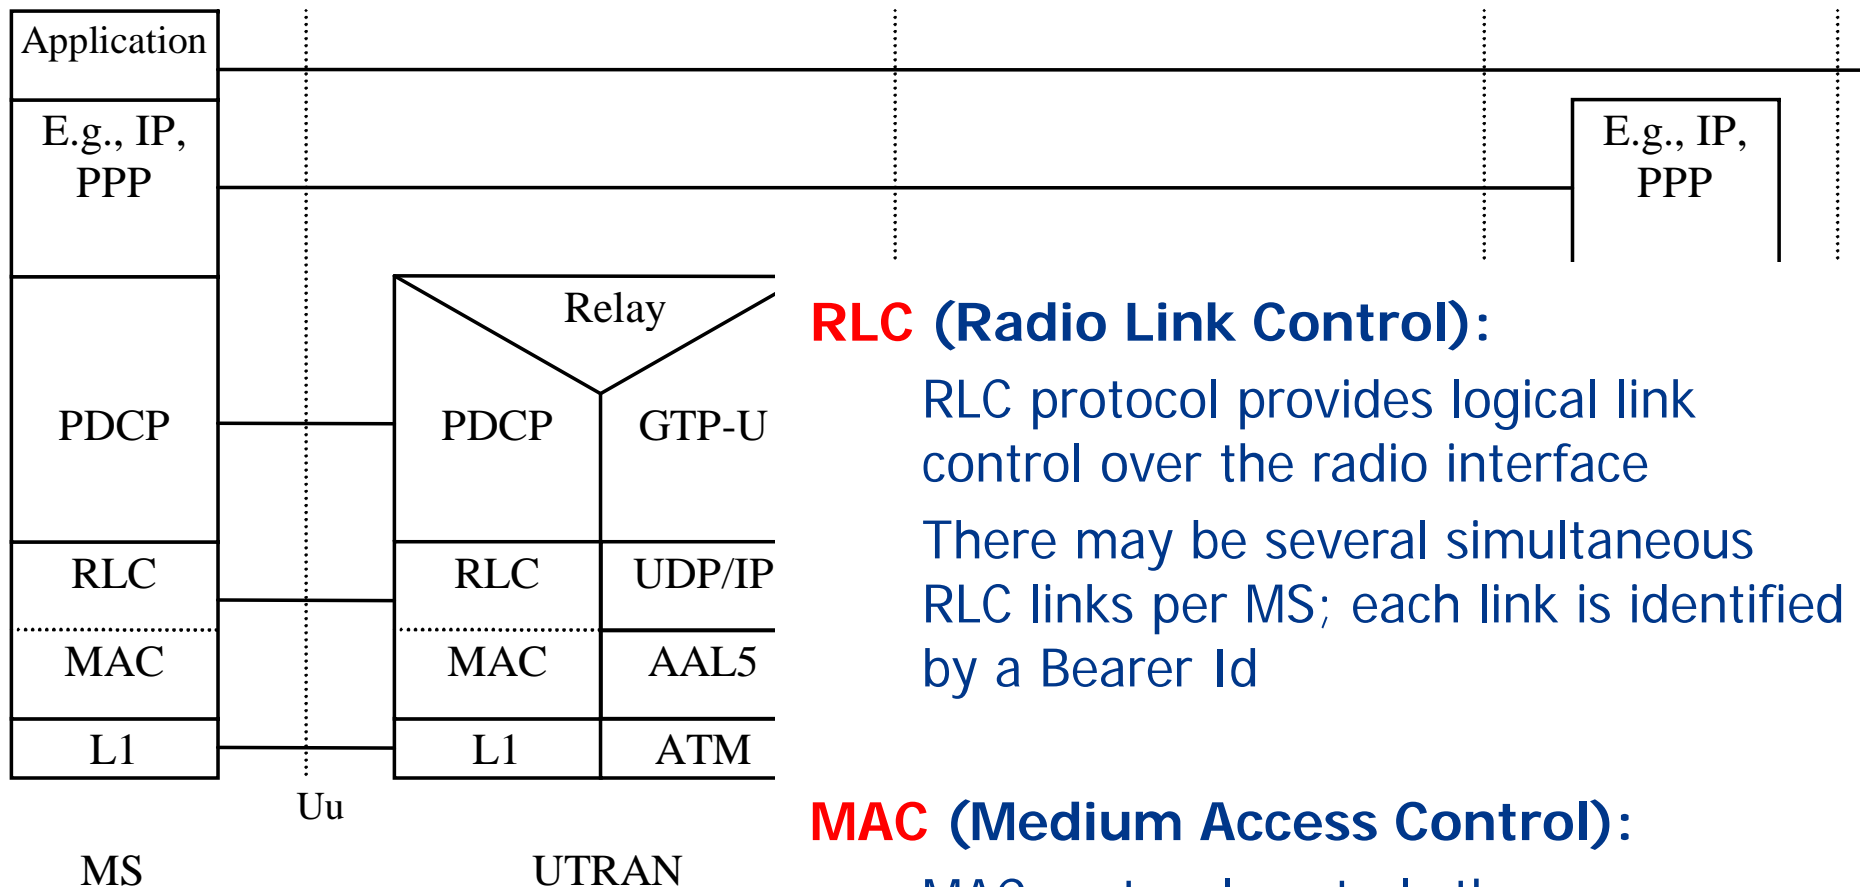 Application
E.g., IP,
PPP
E.g., IP,
PPP
Relay
PDCP
PDCP
GTP-U
RLC
RLC
UDP/IP
MAC
MAC
AAL5
L1
L1
ATM
Uu
MS
UTRAN
RLC (Radio Link Control):
RLC protocol provides logical link
control over the radio interface
There may be several simultaneous
RLC links per MS; each link is identified
by a Bearer Id
MAC (Medium Access Control):